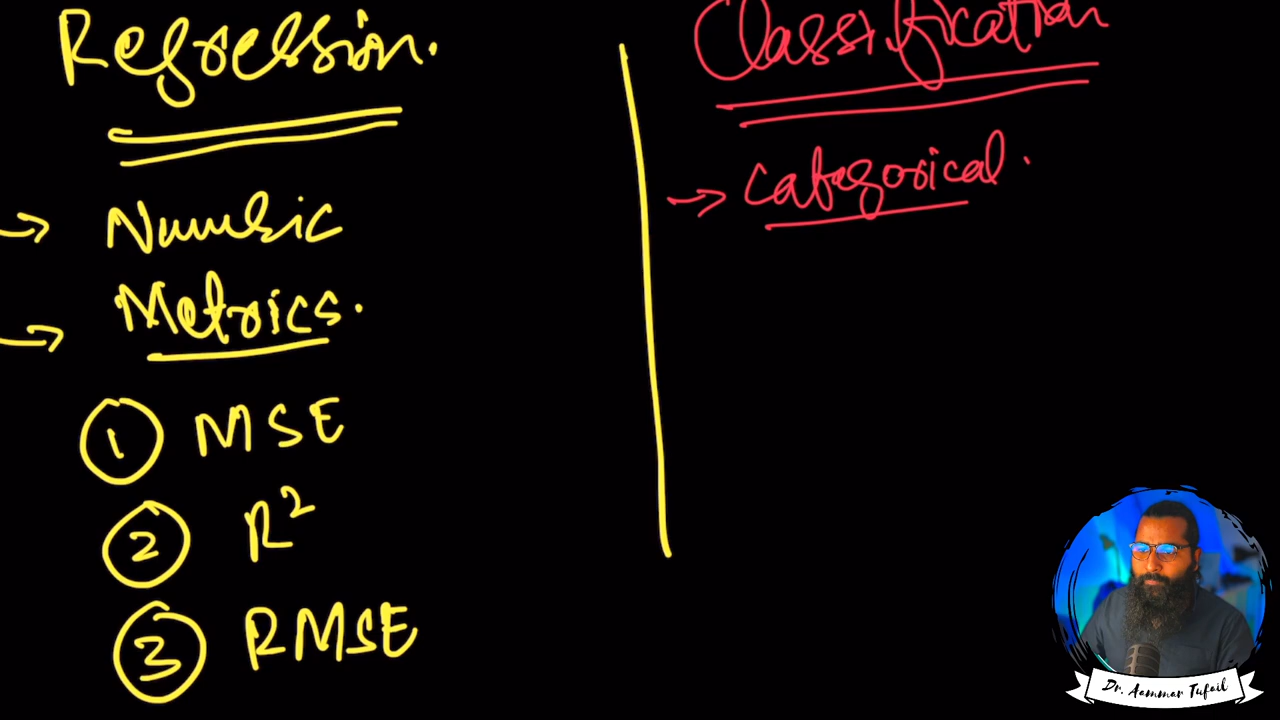 Regression.
→ Numeric
→ Metrics.
① MSE
② R²
③ RMSE
Classification
→ Categorical.
Dr. Aammar Tufail